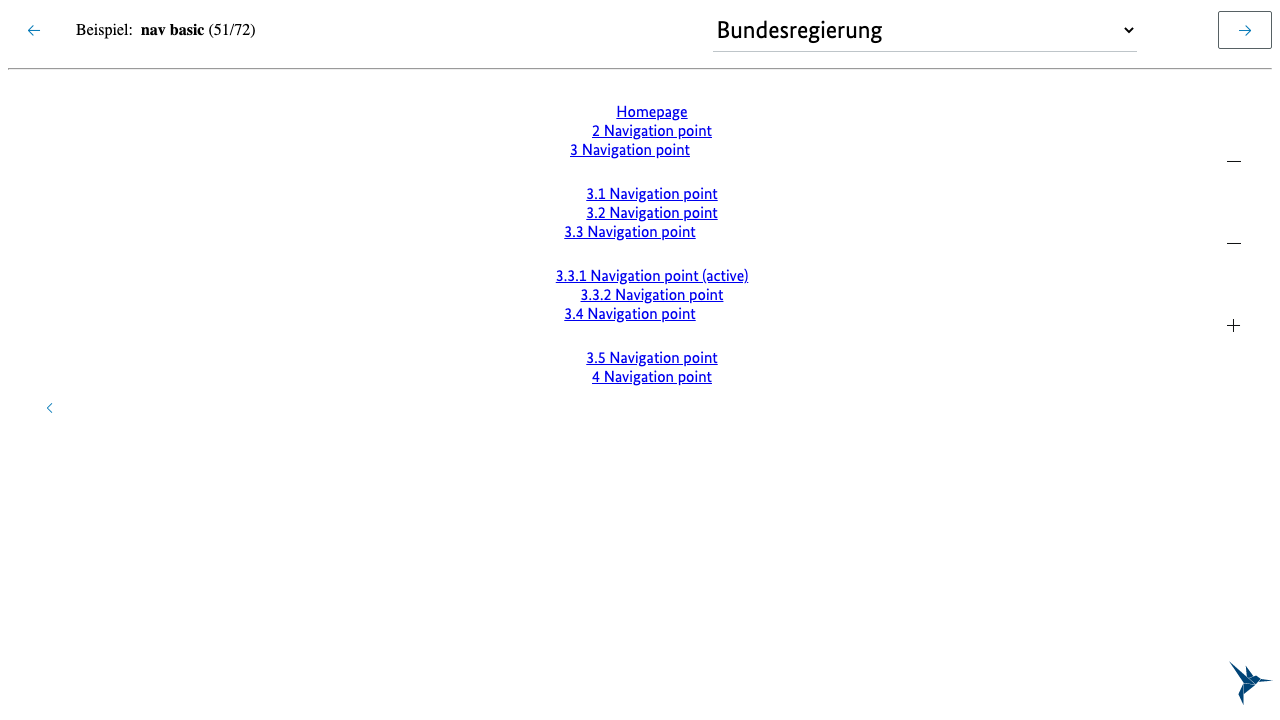 Beispiel: nav basic (51/72)
Bundesregierung
Homepage
2 Navigation point
3 Navigation point
3.1 Navigation point
3.2 Navigation point
3.3 Navigation point
3.3.1 Navigation point (active)
3.3.2 Navigation point
3.4 Navigation point
3.5 Navigation point
4 Navigation point